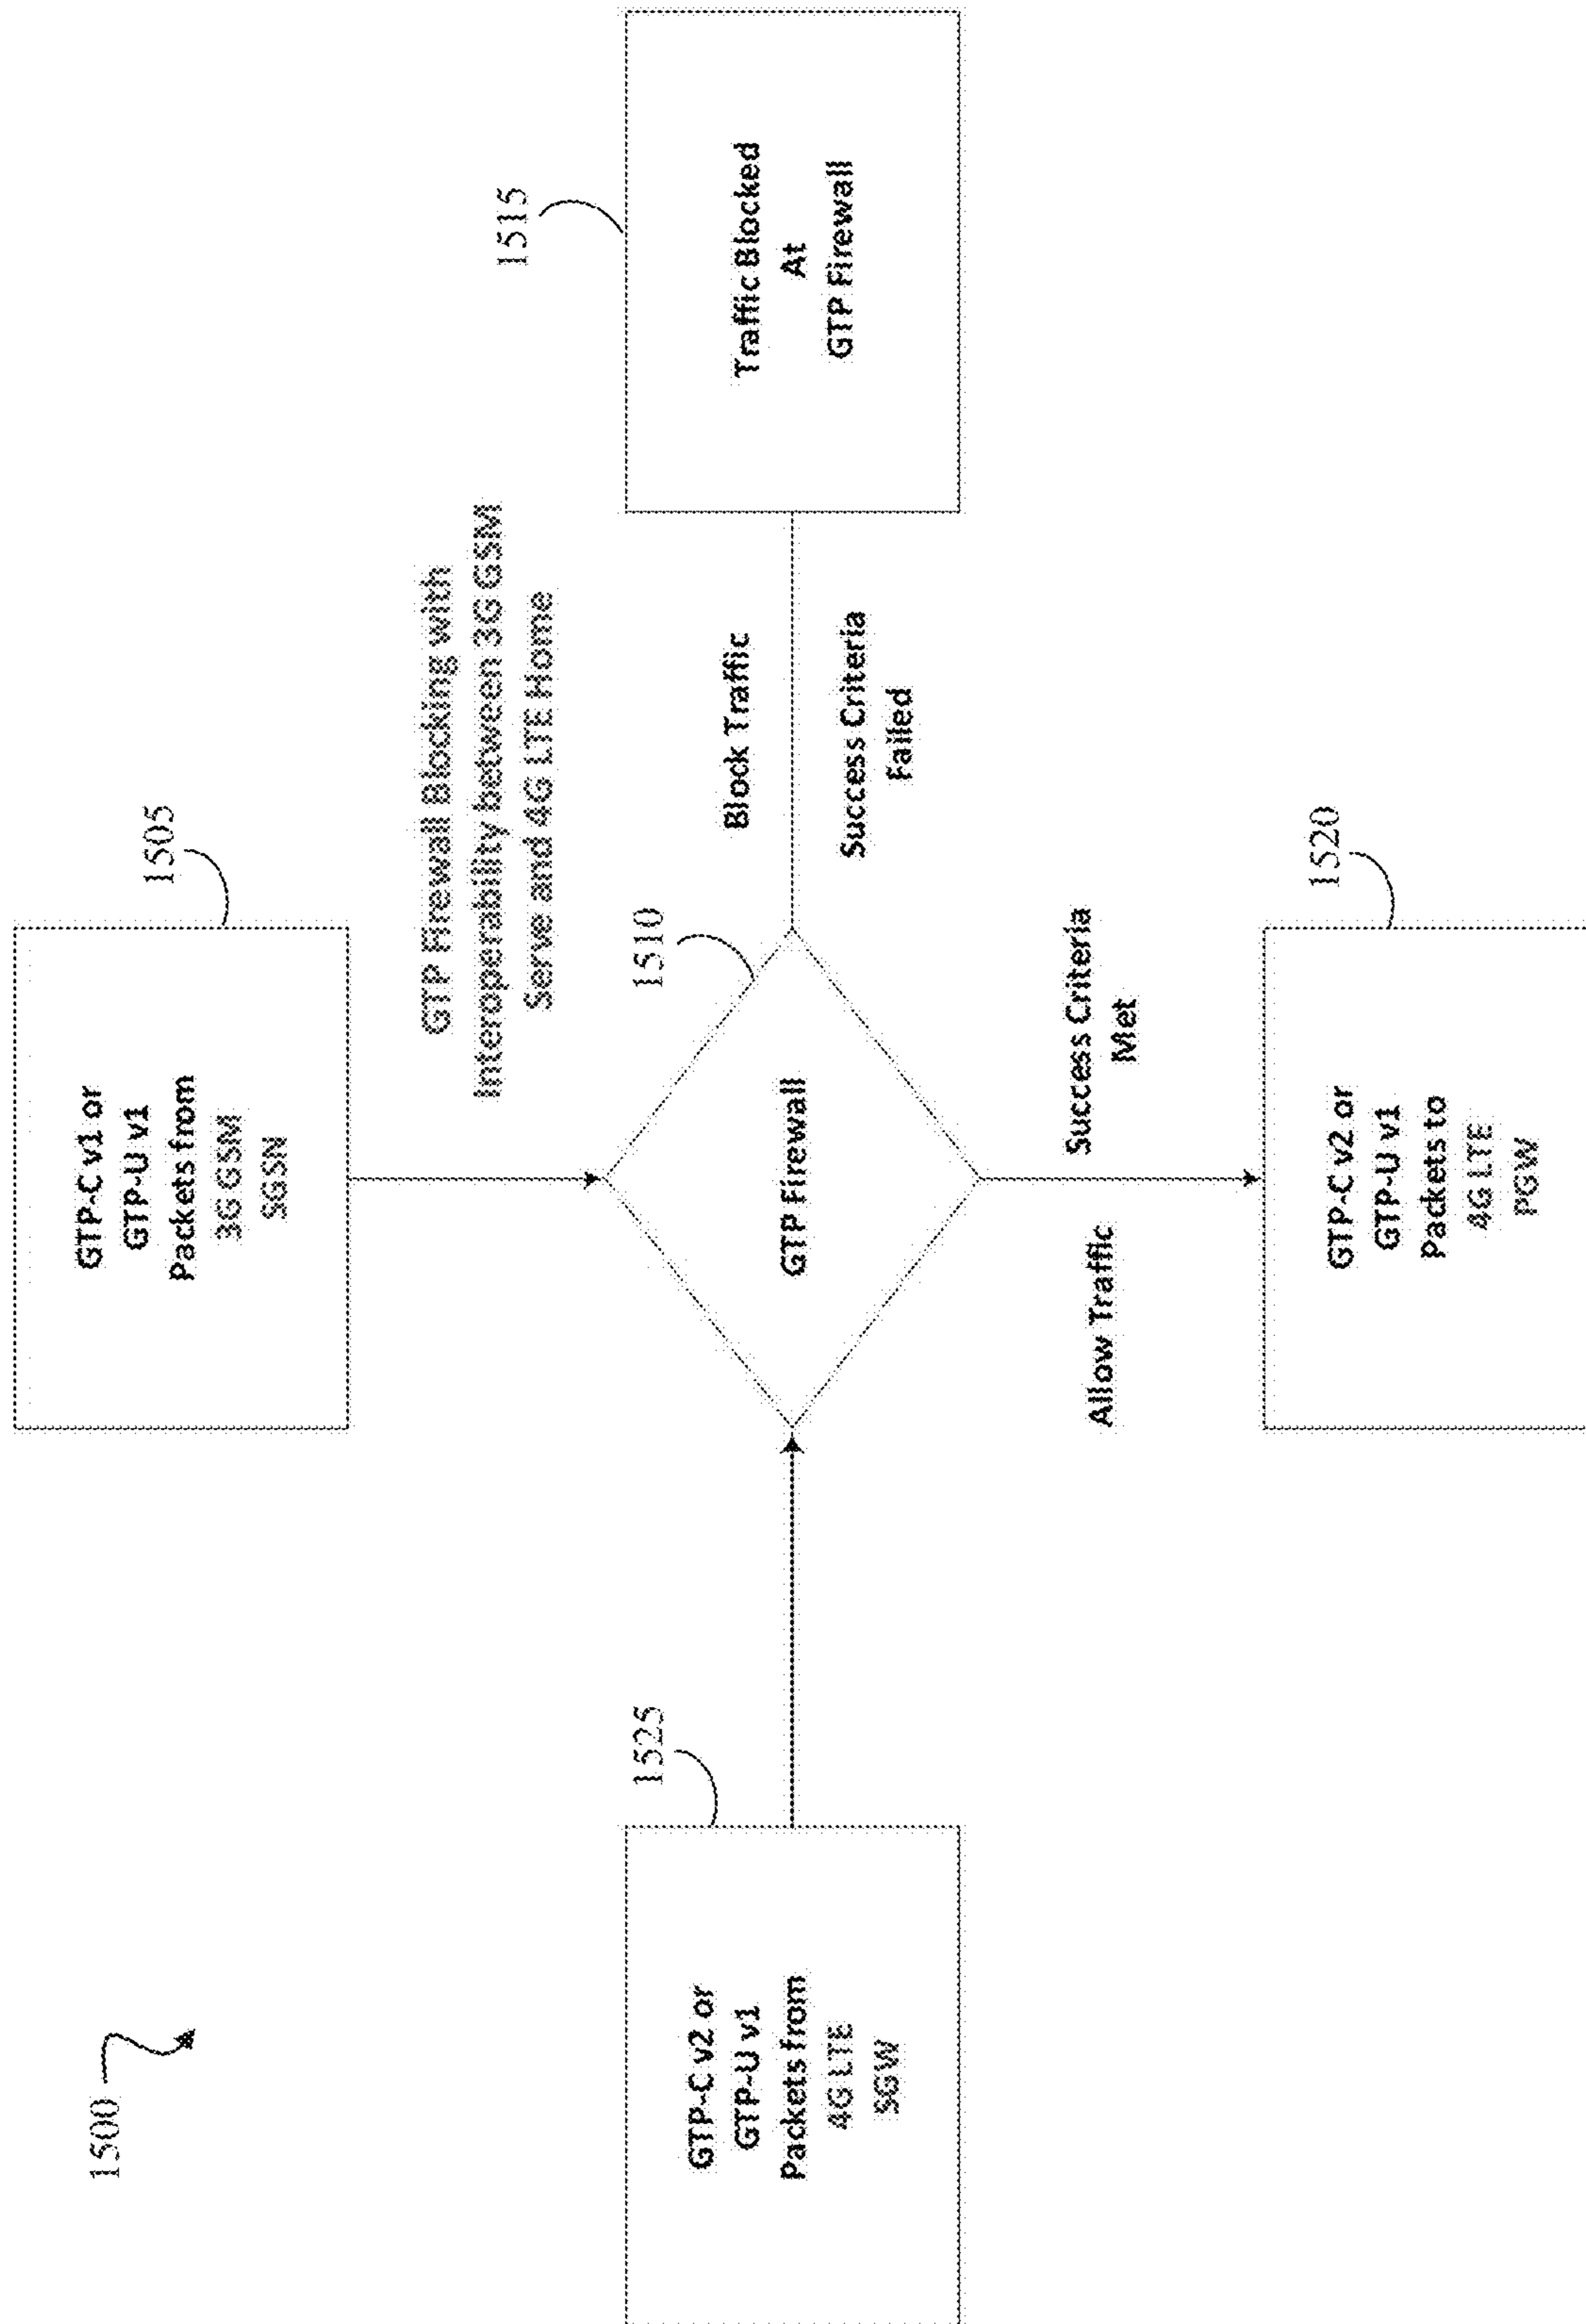 1500
GTP-C v1 or
GTP-U v1
Packets from
3G GSM
SGSN
1505
GTP Firewall Blocking with
Interoperability between 3G GSM
Serve and 4G LTE Home
GTP-C v2 or
GTP-U v1
Packets from
4G LTE
SGW
1525
GTP Firewall
1510
Block Traffic
Success Criteria
Failed
Traffic Blocked
At
GTP Firewall
1515
Allow Traffic
Success Criteria
Met
GTP-C v2 or
GTP-U v1
Packets to
4G LTE
PGW
1520